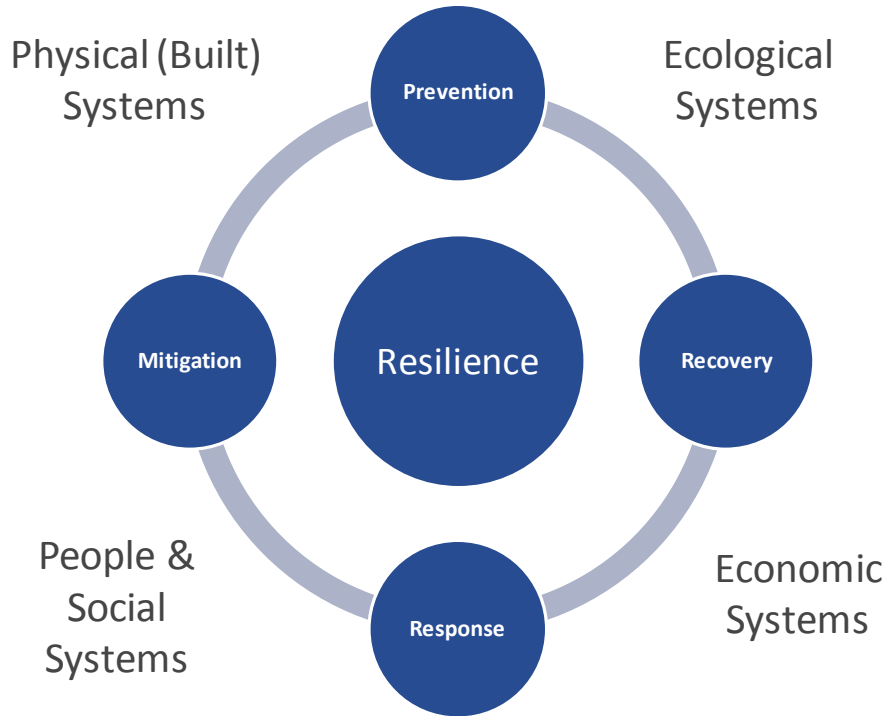 Physical (Built)
Systems
Ecological
Systems
Prevention
Mitigation
Resilience
Recovery
People &
Social
Systems
Economic
Systems
Response